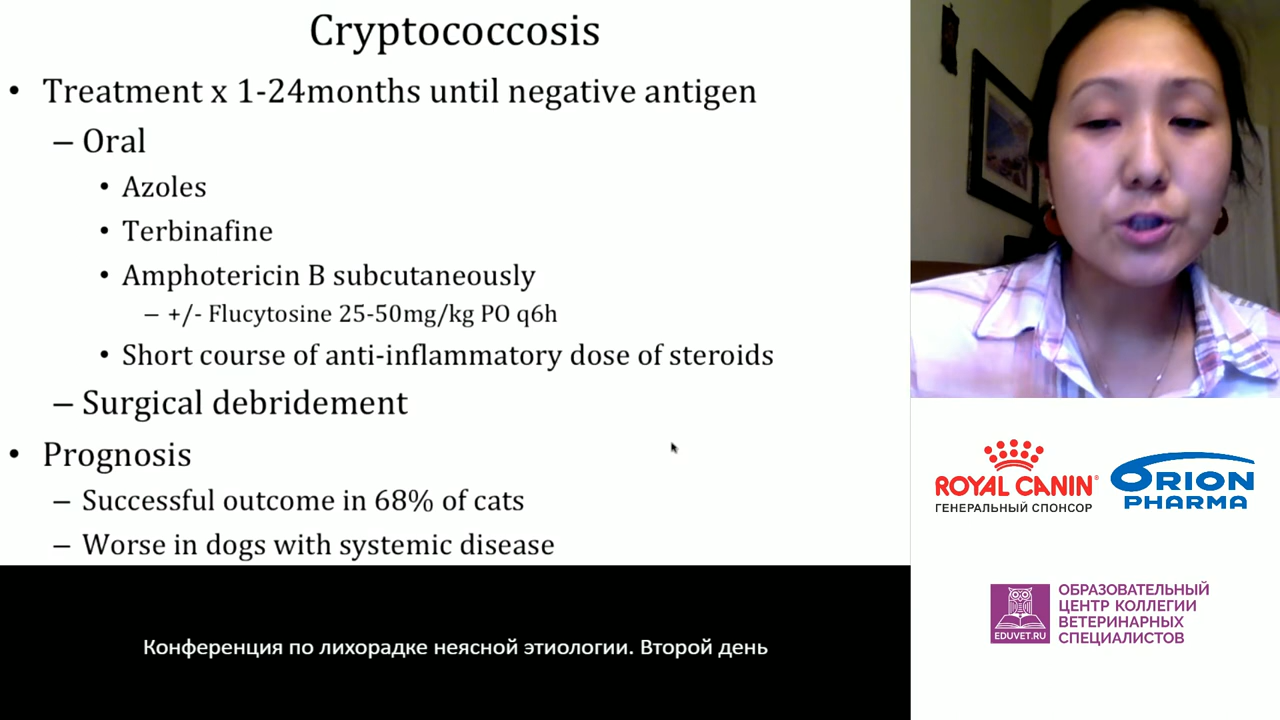 Cryptococcosis
• Treatment x 1-24months until negative antigen
– Oral
• Azoles
• Terbinafine
• Amphotericin B subcutaneously
– +/- Flucytosine 25-50mg/kg PO q6h
• Short course of anti-inflammatory dose of steroids
– Surgical debridement
• Prognosis
– Successful outcome in 68% of cats
– Worse in dogs with systemic disease
Конференция по лихорадке неясной этиологии. Второй день
ROYAL CANIN®
ГЕНЕРАЛЬНЫЙ СПОНСОР
ORION
PHARMA
EDUVET.RU
ОБРАЗОВАТЕЛЬНЫЙ
ЦЕНТР КОЛЛЕГИИ
ВЕТЕРИНАРНЫХ
СПЕЦИАЛИСТОВ